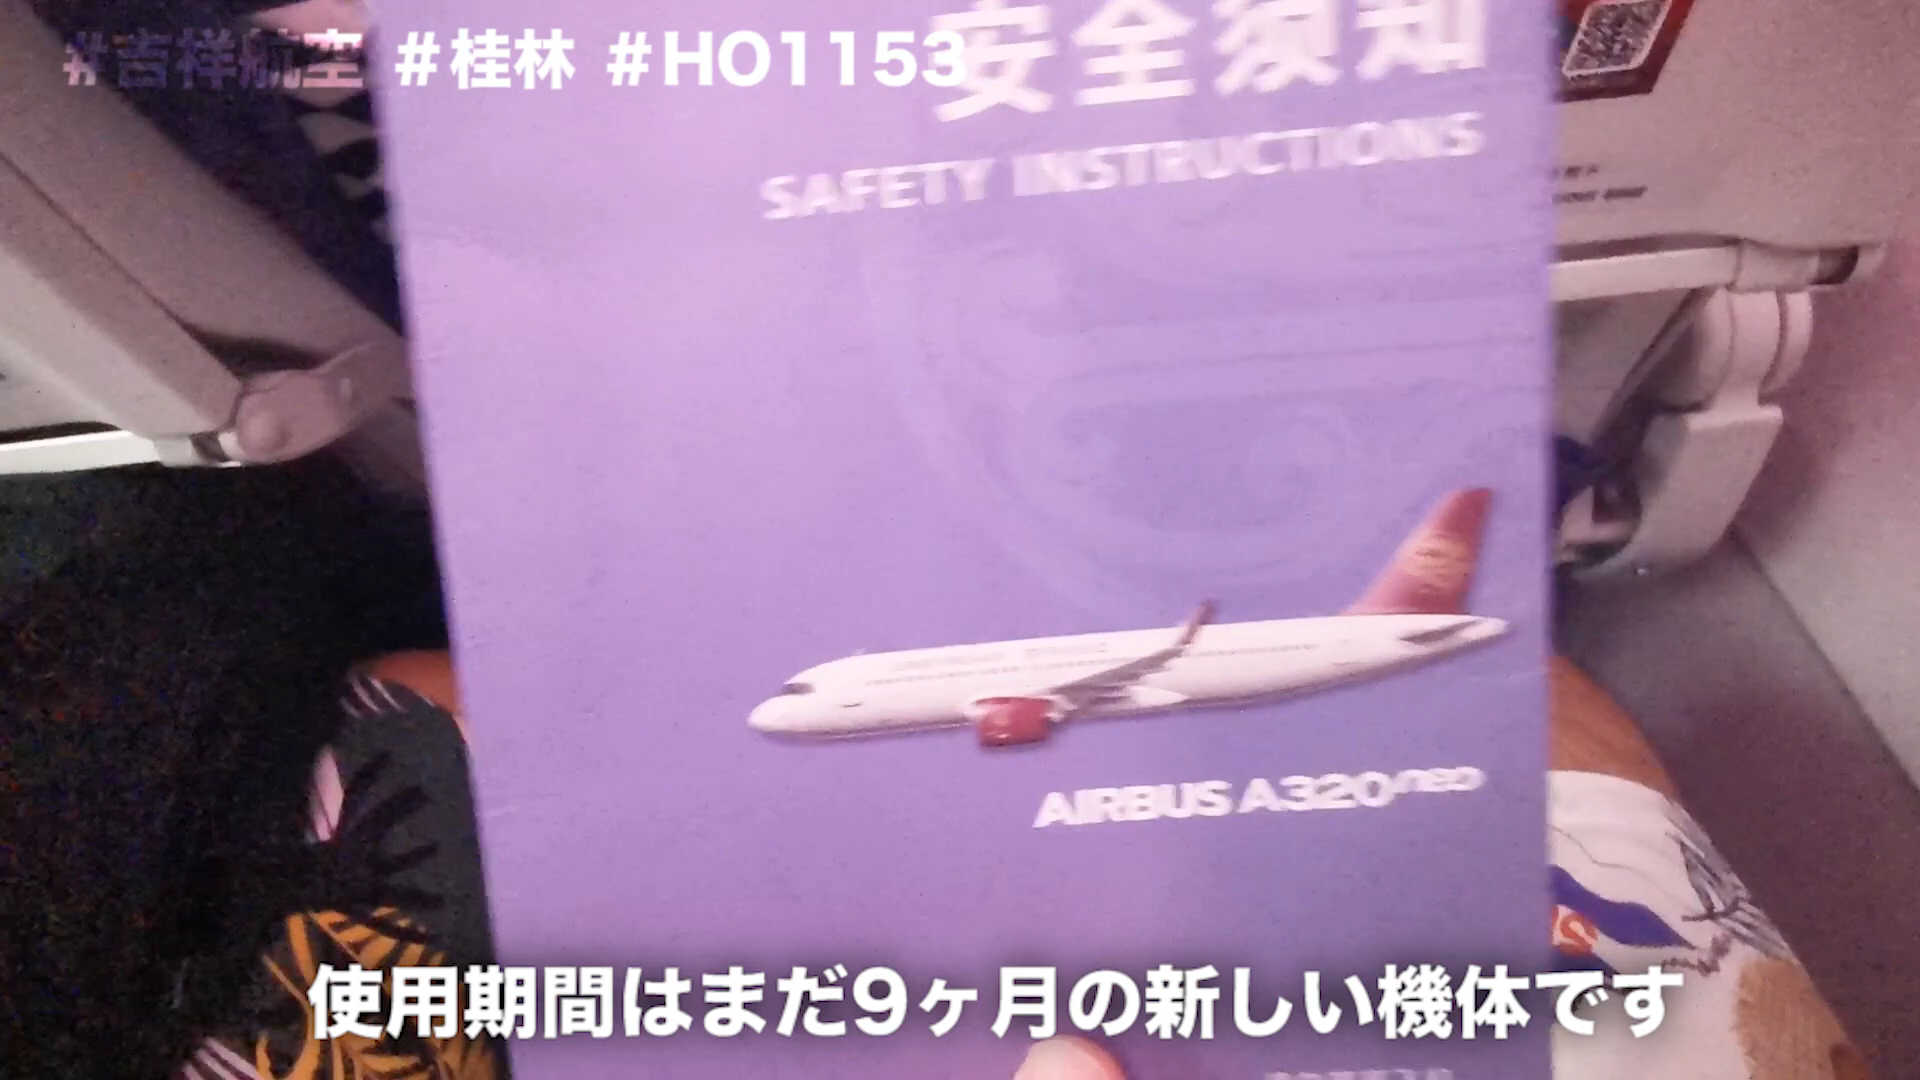 #吉祥航空 #桂林 #HO1153
安全须知
SAFETY INSTRUCTIONS
AIRBUS A320neo
使用期間はまだ9ヶ月の新しい機体です